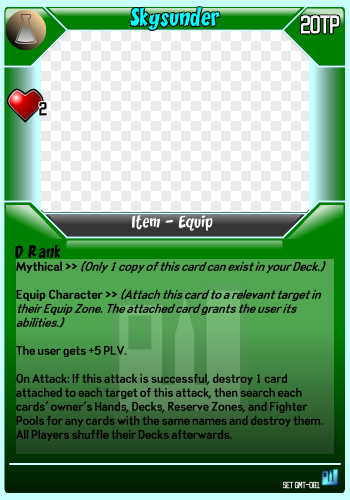 Skysunder
20TP
2
Item - Equip
D Rank
Mythical >> (Only 1 copy of this card can exist in your Deck.)
Equip Character >> (Attach this card to a relevant target in
their Equip Zone. The attached card grants the user its
abilities.)
The user gets +5 PLV.
On Attack: If this attack is successful, destroy 1 card
attached to each target of this attack, then search each
cards' owner's Hands, Decks, Reserve Zones, and Fighter
Pools for any cards with the same names and destroy them.
All Players shuffle their Decks afterwards.
SET GMT-081